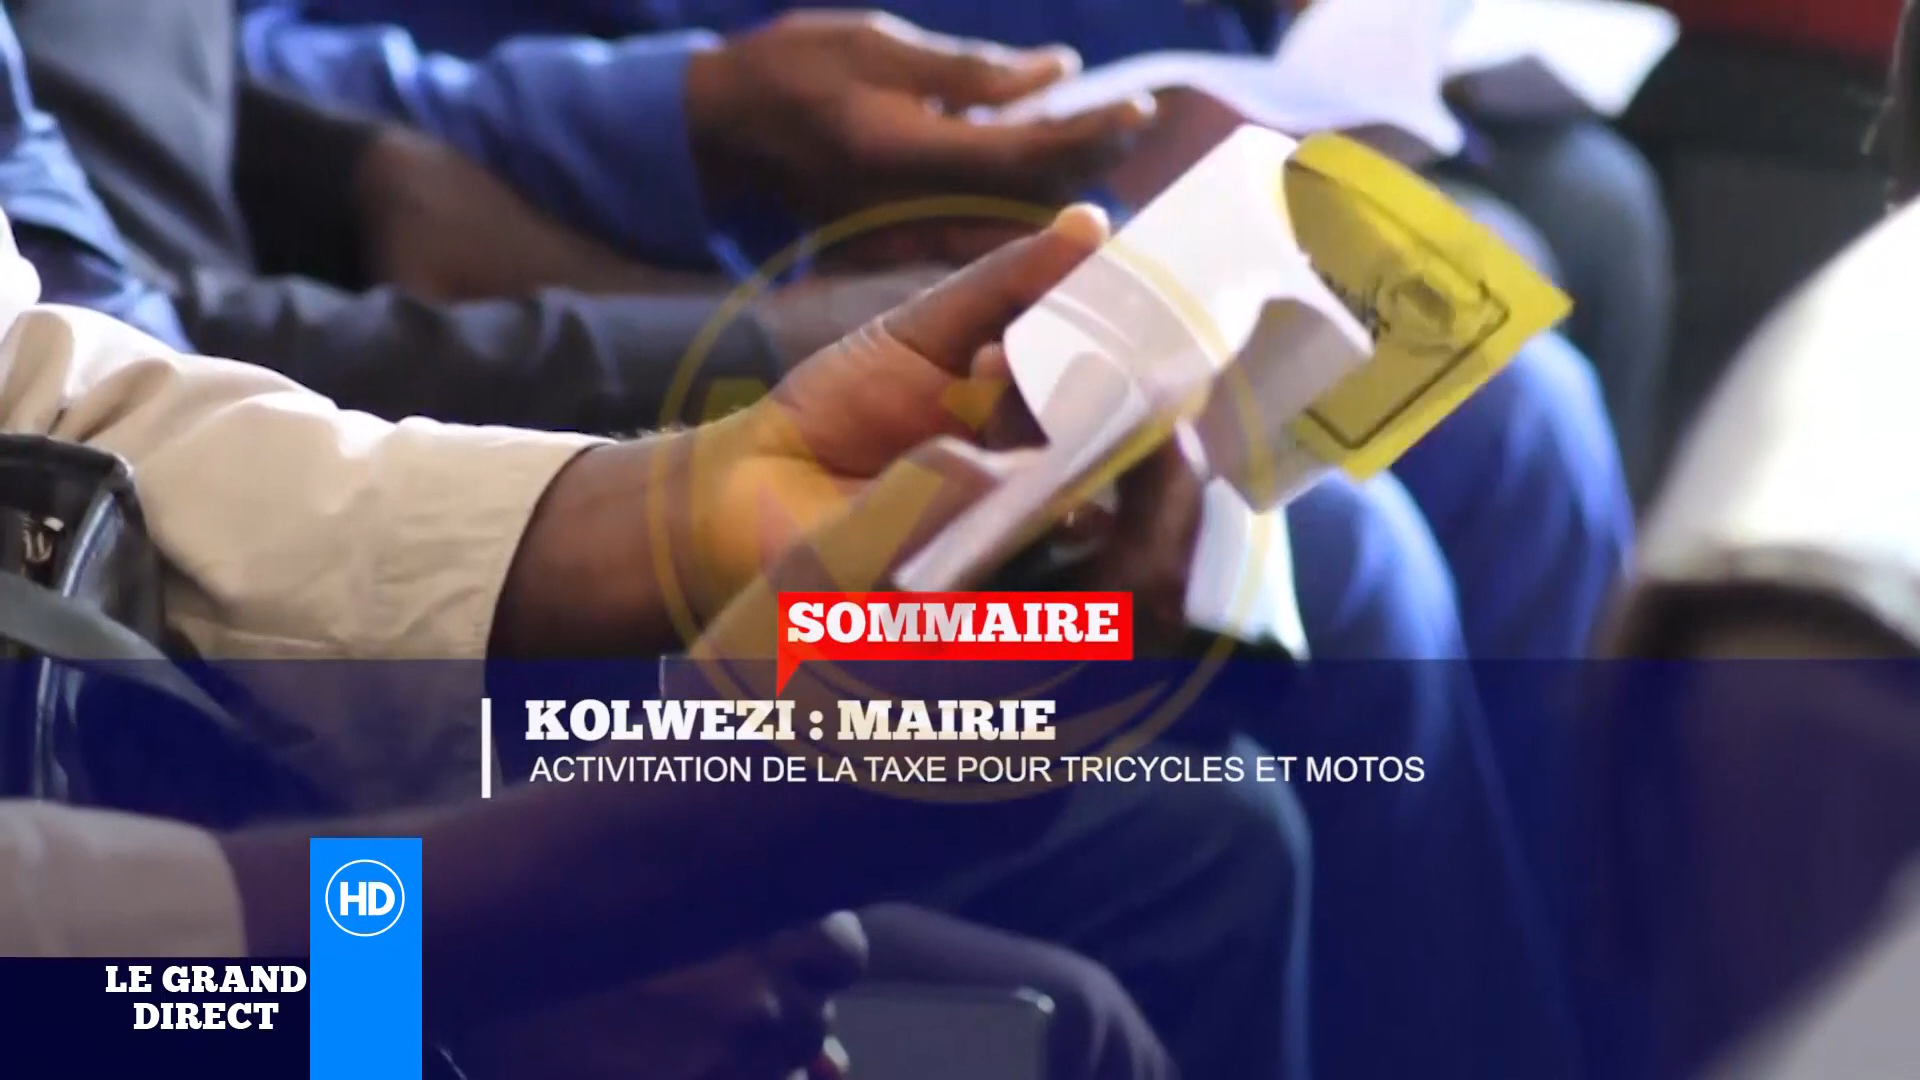 SOMMAIRE
KOLWEZI : MAIRIE
ACTIVITATION DE LA TAXE POUR TRICYCLES ET MOTOS
HD
LE GRAND
DIRECT